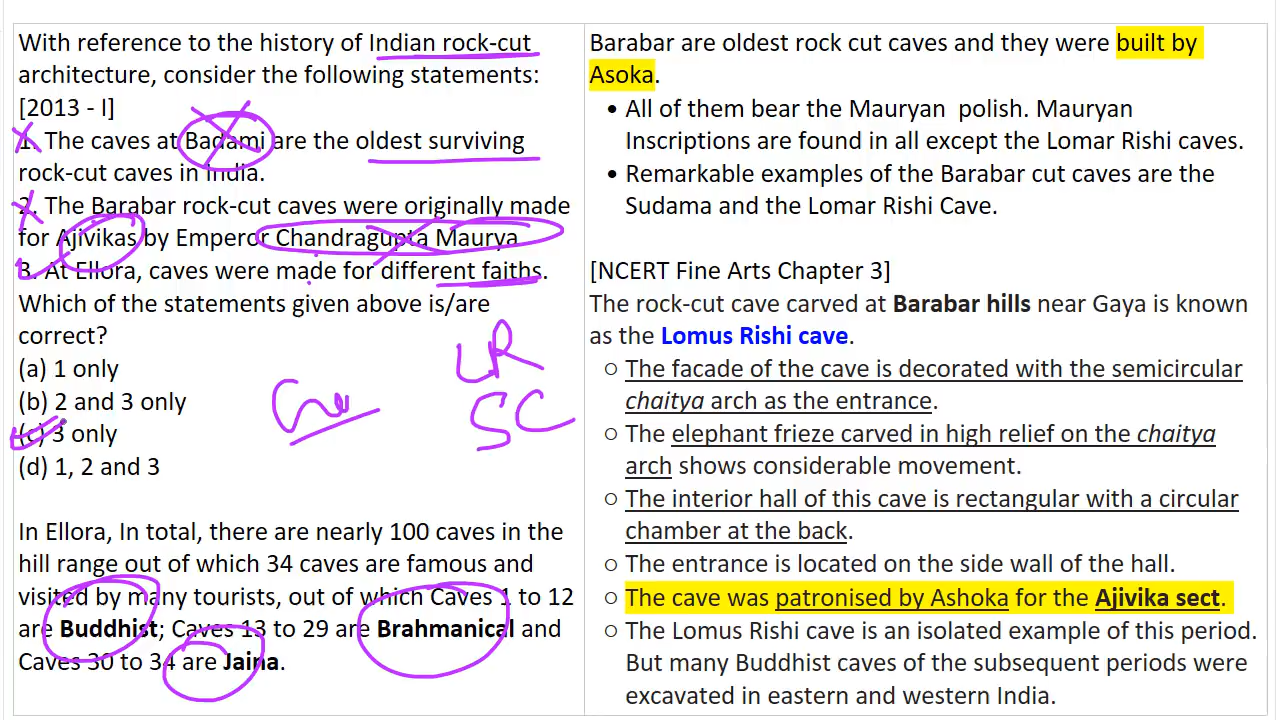 With reference to the history of Indian rock-cut
architecture, consider the following statements:
[2013 - I]
1. The caves at Badami are the oldest surviving
rock-cut caves in India.
2. The Barabar rock-cut caves were originally made
for Ajivikas by Emperor Chandragupta Maurya.
3. At Ellora, caves were made for different faiths.
Which of the statements given above is/are
correct?
(a) 1 only
(b) 2 and 3 only
(c) 3 only
(d) 1, 2 and 3
LR
SC
In Ellora, In total, there are nearly 100 caves in the
hill range out of which 34 caves are famous and
visited by many tourists, out of which Caves 1 to 12
are Buddhist; Caves 13 to 29 are Brahmanical and
Caves 30 to 34 are Jaina.
Barabar are oldest rock cut caves and they were built by
Asoka.
• All of them bear the Mauryan polish. Mauryan
Inscriptions are found in all except the Lomar Rishi caves.
• Remarkable examples of the Barabar cut caves are the
Sudama and the Lomar Rishi Cave.
[NCERT Fine Arts Chapter 3]
The rock-cut cave carved at Barabar hills near Gaya is known
as the Lomus Rishi cave.
○ The facade of the cave is decorated with the semicircular
chaitya arch as the entrance.
○ The elephant frieze carved in high relief on the chaitya
arch shows considerable movement.
○ The interior hall of this cave is rectangular with a circular
chamber at the back.
○ The entrance is located on the side wall of the hall.
○ The cave was patronised by Ashoka for the Ajivika sect.
○ The Lomus Rishi cave is an isolated example of this period.
But many Buddhist caves of the subsequent periods were
excavated in eastern and western India.